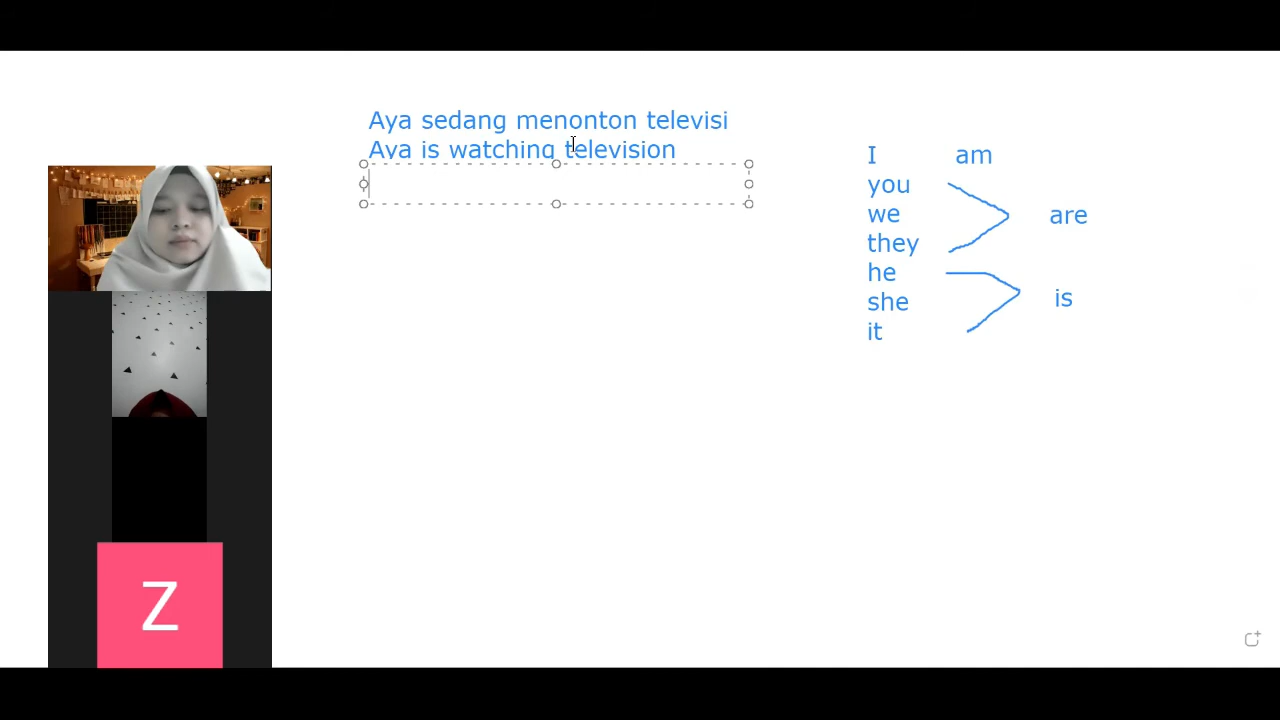 Aya sedang menonton televisi
Aya is watching television
I am
you
we are
they
he
she is
it
Z